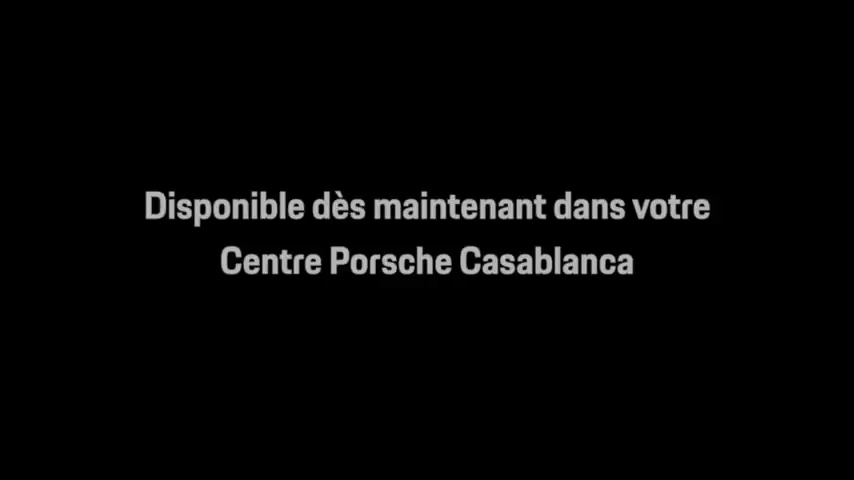 Disponible dès maintenant dans votre
Centre Porsche Casablanca